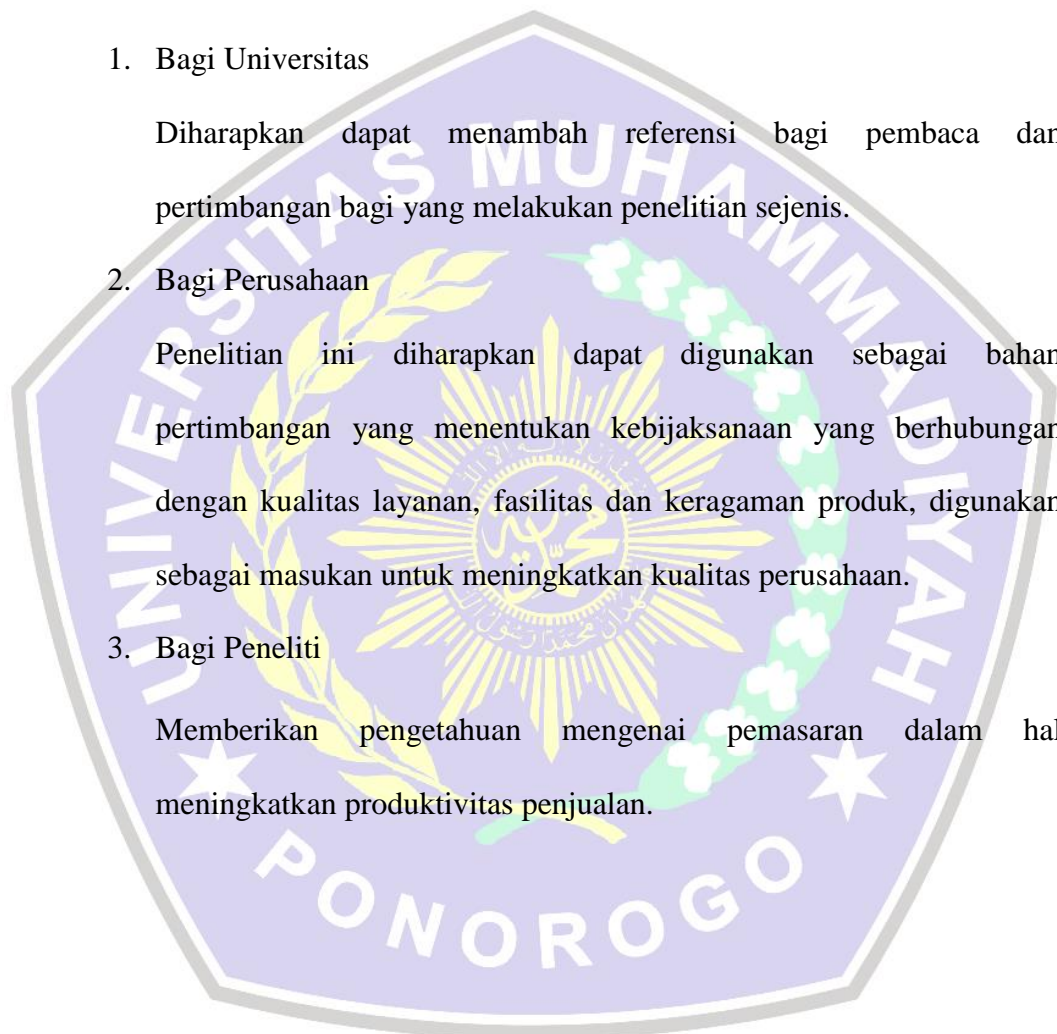 1. Bagi Universitas
Diharapkan dapat menambah referensi bagi pembaca dan
pertimbangan bagi yang melakukan penelitian sejenis.
2. Bagi Perusahaan
Penelitian ini diharapkan dapat digunakan sebagai bahan
pertimbangan yang menentukan kebijaksanaan yang berhubungan
dengan kualitas layanan, fasilitas dan keragaman produk, digunakan
sebagai masukan untuk meningkatkan kualitas perusahaan.
3. Bagi Peneliti
Memberikan pengetahuan mengenai pemasaran dalam hal
meningkatkan produktivitas penjualan.
UNIVERSITAS MUHAMMADIYAH
PONOROGO